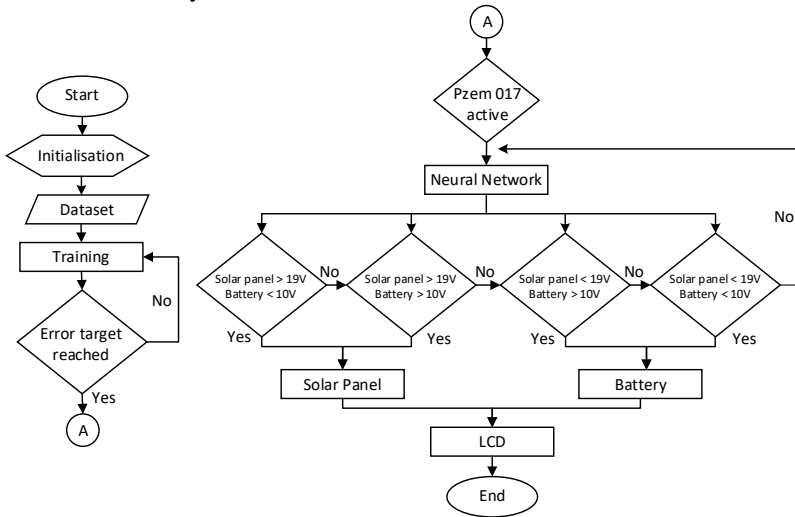 Start
Initialisation
Dataset
Training
No
Error target
reached
Yes
A
A
Pzem 017
active
Neural Network
No
Solar panel > 19V
Battery < 10V
No
Solar panel > 19V
Battery > 10V
No
Solar panel < 19V
Battery > 10V
No
Solar panel < 19V
Battery < 10V
Yes
Yes
Yes
Yes
Solar Panel
Battery
LCD
End